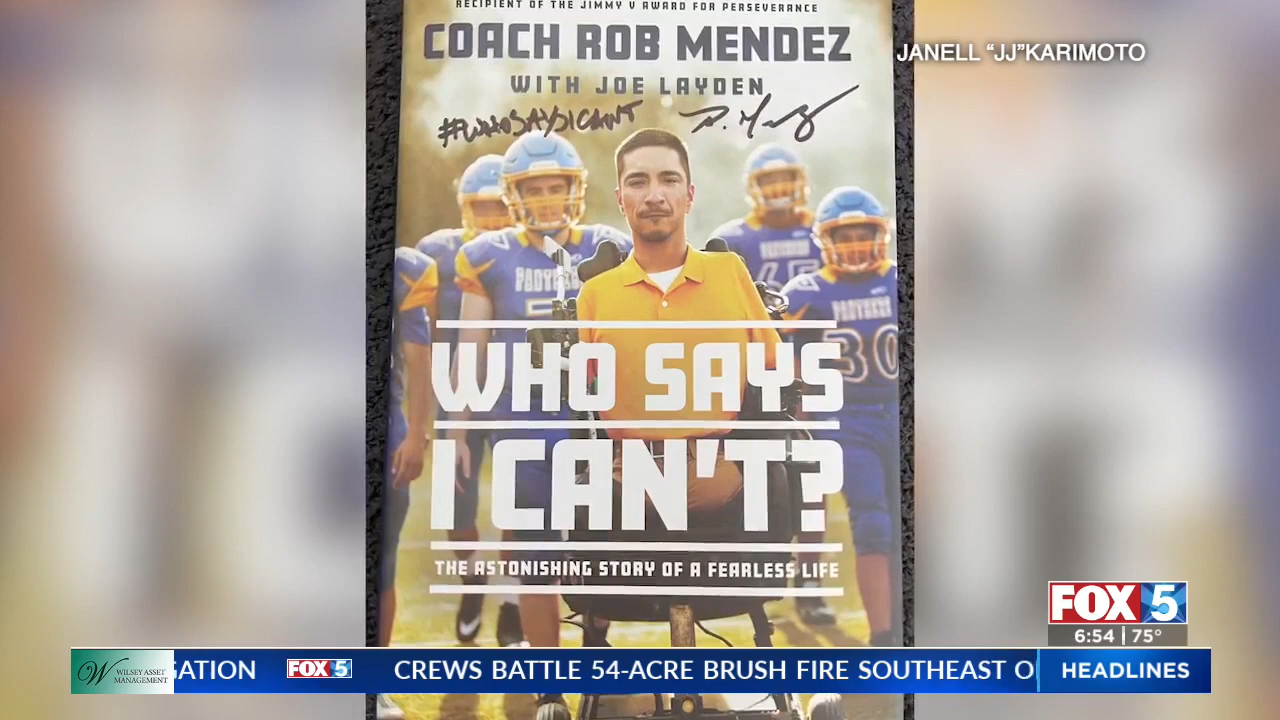 RECIPIENT OF THE JIMMY V AWARD FOR PERSEVERANCE
COACH ROB MENDEZ
WITH JOE LAYDEN
JANELL “JJ”KARIMOTO
#WHOSAYSICANT
PADYENRA
30
WHO SAYS
I CAN'T?
THE ASTONISHING STORY OF A FEARLESS LIFE
FOX 5
6:54 | 75°
W WILSEY ASSET
MANAGEMENT
GATION FOX 5 CREWS BATTLE 54-ACRE BRUSH FIRE SOUTHEAST O
HEADLINES